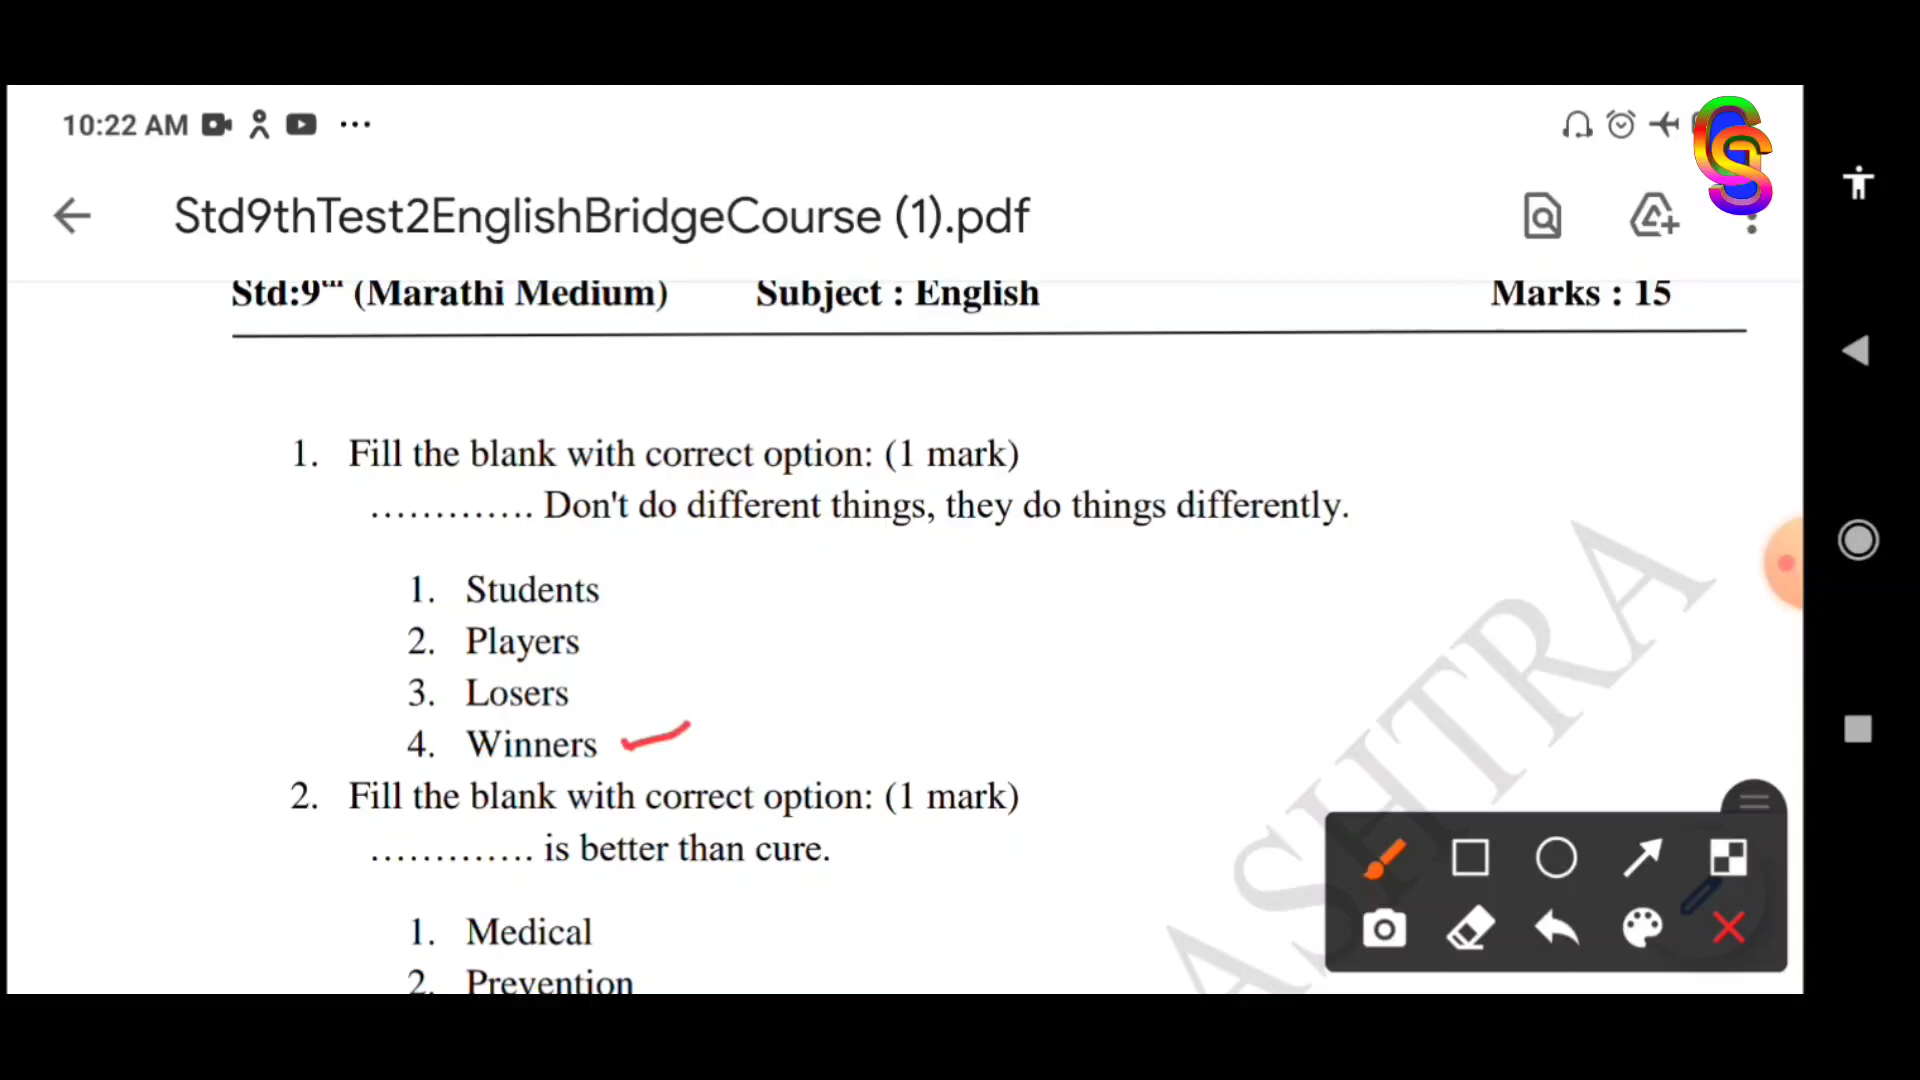 10:22 AM
Std9thTest2EnglishBridgeCourse (1).pdf
Std:9th (Marathi Medium) Subject : English Marks : 15
1. Fill the blank with correct option: (1 mark)
............. Don't do different things, they do things differently.
1. Students
2. Players
3. Losers
4. Winners
2. Fill the blank with correct option: (1 mark)
............. is better than cure.
1. Medical
2. Prevention
ASHTRA